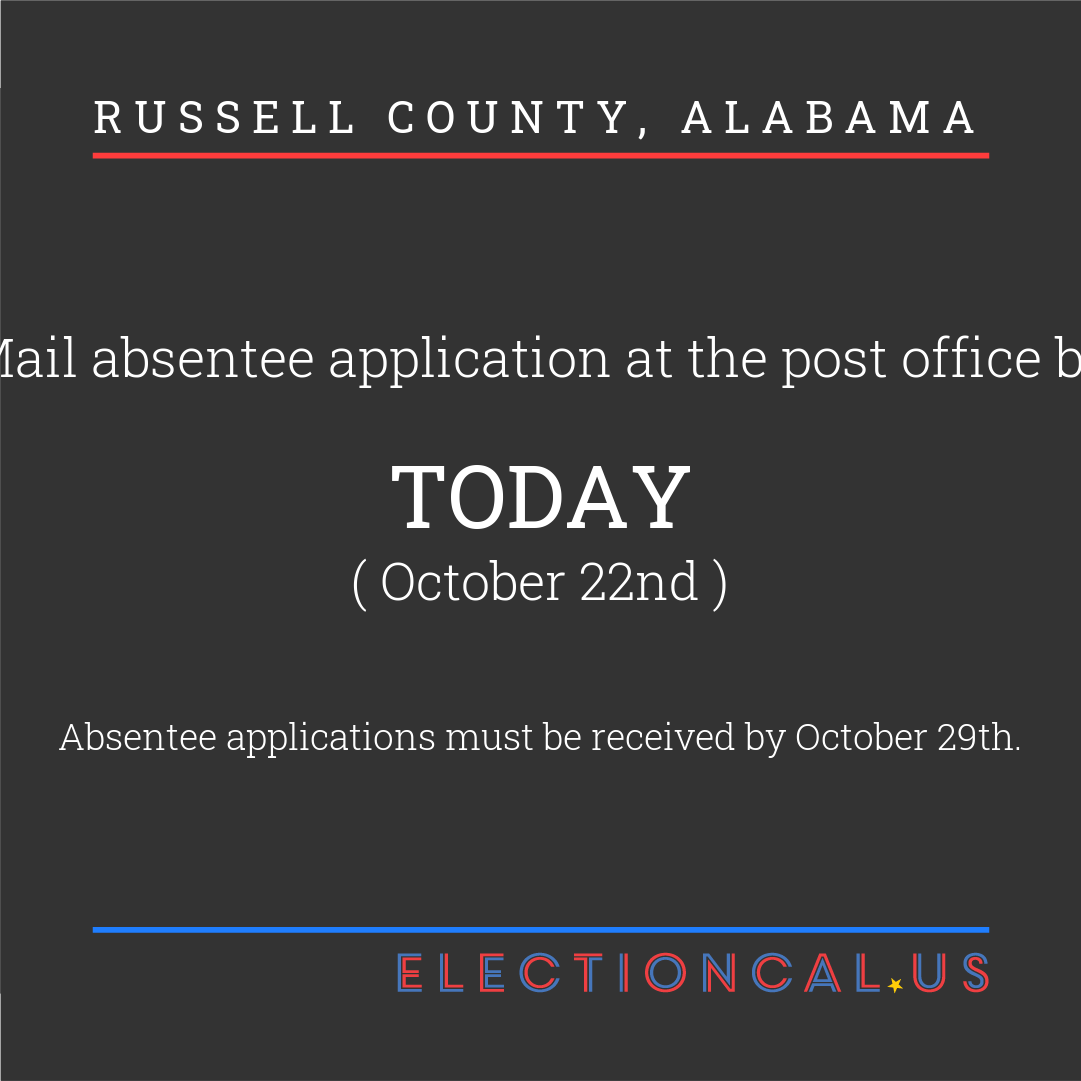 RUSSELL COUNTY, ALABAMA
Mail absentee application at the post office b
TODAY
( October 22nd )
Absentee applications must be received by October 29th.
ELECTIONCAL.US